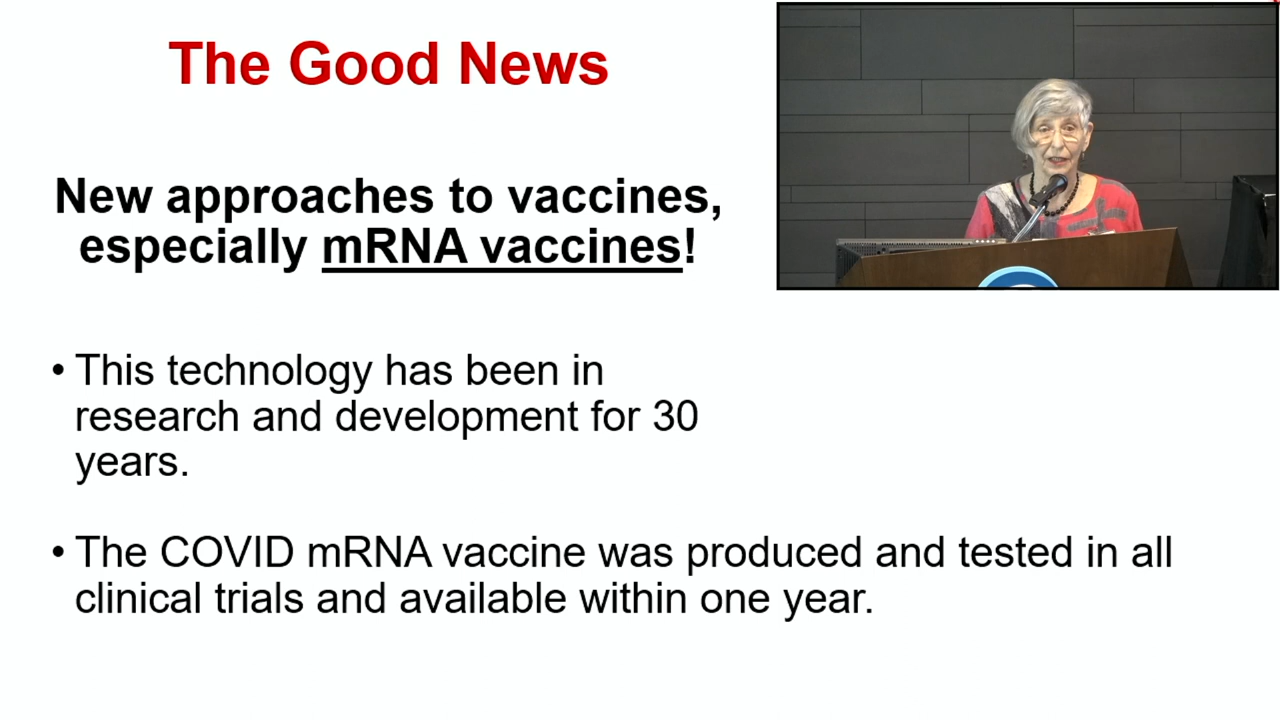 The Good News
New approaches to vaccines,
especially mRNA vaccines!
• This technology has been in
research and development for 30
years.
• The COVID mRNA vaccine was produced and tested in all
clinical trials and available within one year.